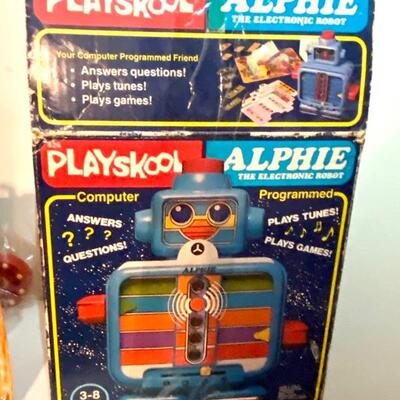 PLAYSKOOL ALPHIE
THE ELECTRONIC ROBOT
Your Computer Programmed Friend
• Answers questions!
• Plays tunes!
• Plays games!
PLAYSKOOL ALPHIE
THE ELECTRONIC ROBOT
Computer Programmed
ANSWERS
? ? ?
QUESTIONS!
PLAYS TUNES!
PLAYS GAMES!
ALPHIE
3-8